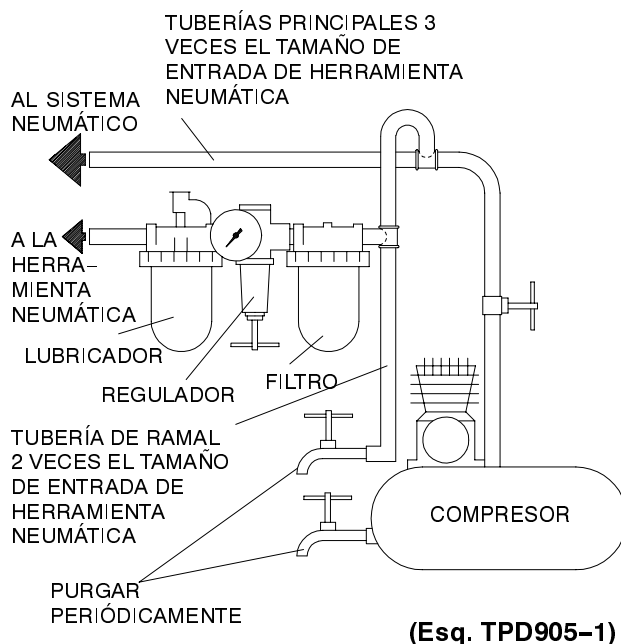 TUBERÍAS PRINCIPALES 3
VECES EL TAMAÑO DE
ENTRADA DE HERRAMIENTA
NEUMÁTICA
AL SISTEMA
NEUMÁTICO
A LA
HERRA–
MIENTA
NEUMÁTICA
LUBRICADOR
REGULADOR
FILTRO
TUBERÍA DE RAMAL
2 VECES EL TAMAÑO
DE ENTRADA DE
HERRAMIENTA
NEUMÁTICA
COMPRESOR
PURGAR
PERIÓDICAMENTE
(Esq. TPD905–1)